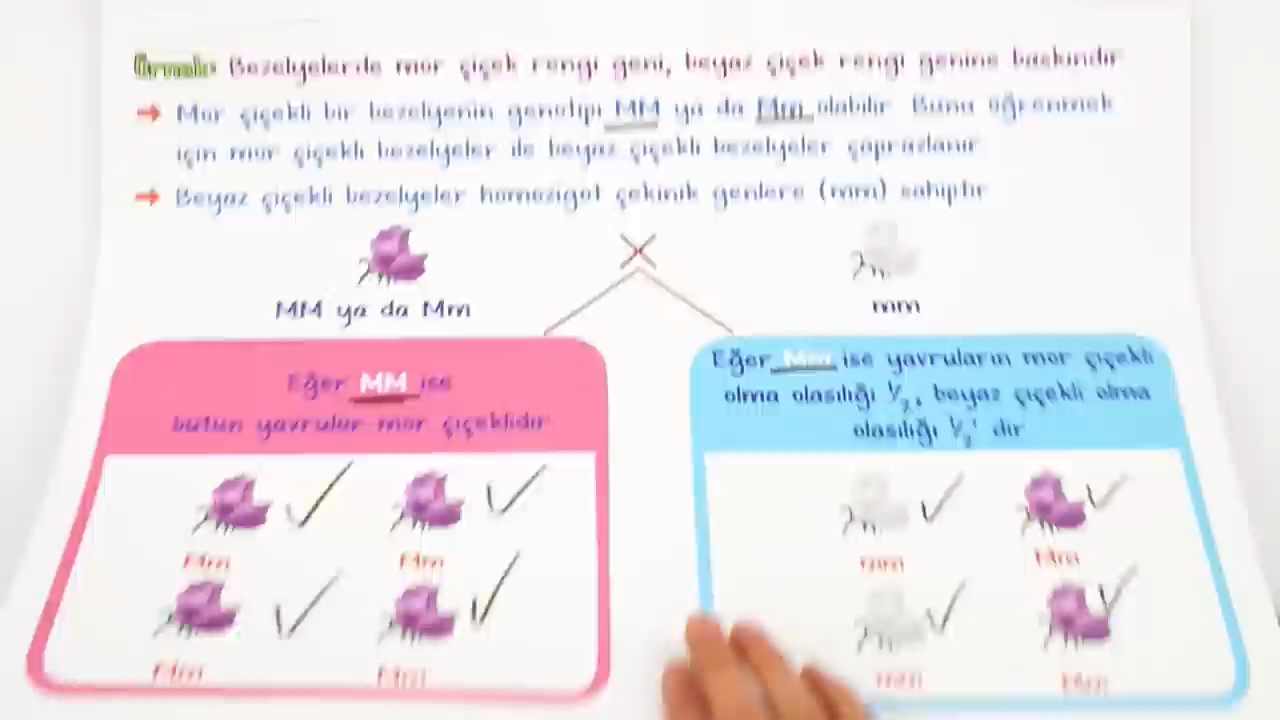 Örnek: Bezelyelerde mor çiçek rengi geni, beyaz çiçek rengi genine baskındır
→ Mor çiçekli bir bezelyenin genotipi MM ya da Mm olabilir Bunu öğrenmek
için mor çiçekli bezelyeler ile beyaz çiçekli bezelyeler çaprazlanır
→ Beyaz çiçekli bezelyeler homozigot çekinik genlere (mm) sahiptir
X
MM ya da Mm
mm
Eğer MM ise
bütün yavrular mor çiçeklidir
Mm Mm
Mm Mm
Eğer Mm ise yavruların mor çiçekli
olma olasılığı 1/2, beyaz çiçekli olma
olasılığı 1/2' dir
mm Mm
mm Mm